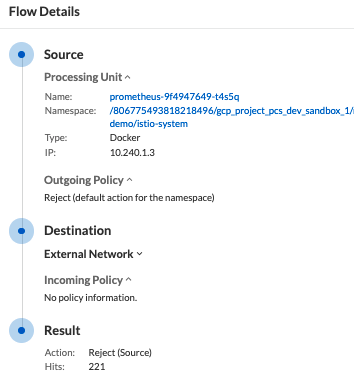 Flow Details
Source
Processing Unit
Name: prometheus-9f4947649-t4s5q
Namespace: /806775493818218496/gcp_project_pcs_dev_sandbox_1/
demo/istio-system
Type: Docker
IP: 10.240.1.3
Outgoing Policy
Reject (default action for the namespace)
Destination
External Network
Incoming Policy
No policy information.
Result
Action: Reject (Source)
Hits: 221